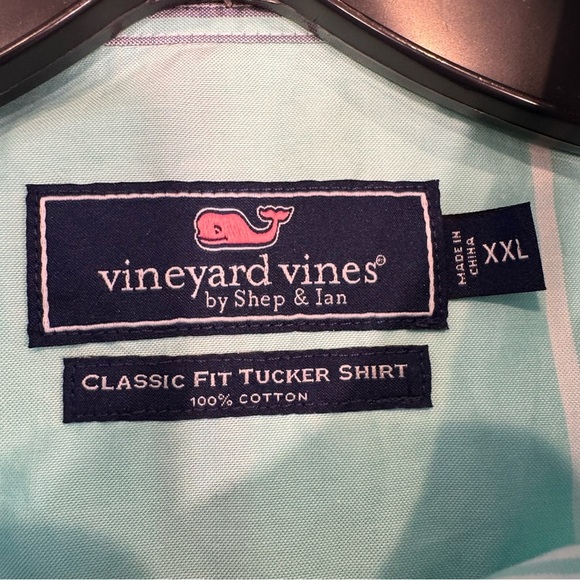 vineyard vines®
by Shep & Ian
MADE IN
CHINA
XXL
CLASSIC FIT TUCKER SHIRT
100% COTTON